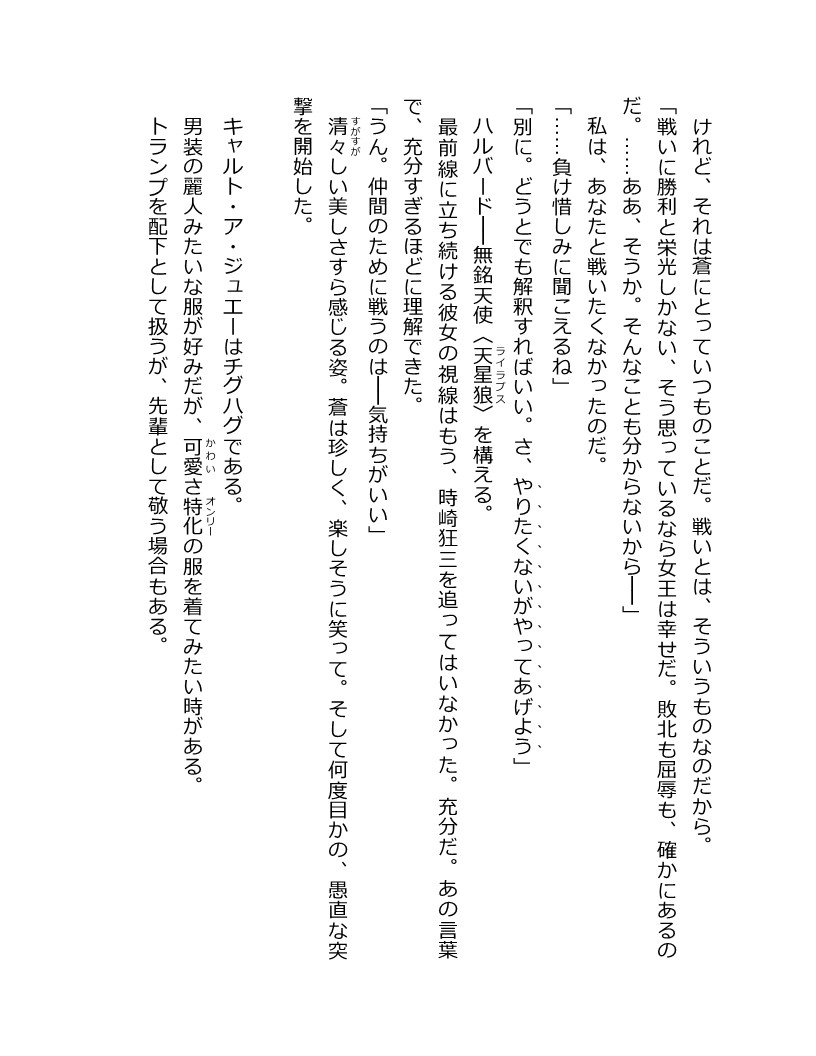 けれど、それは蒼にとっていつものことだ。戦いとは、そういうものなのだから。
「戦いに勝利と栄光しかない、そう思っているなら女王は幸せだ。敗北も屈辱も、確かにあるの
だ。……ああ、そうか。そんなことも分からないから――」
私は、あなたと戦いたくなかったのだ。
「……負け惜しみに聞こえるね」
「別に。どうとでも解釈すればいい。さ、やりたくないがやってあげよう」
ハルバード――無銘天使〈天星狼〉を構える。
ライラプス
最前線に立ち続ける彼女の視線はもう、時崎狂三を追ってはいなかった。充分だ。あの言葉
で、充分すぎるほどに理解できた。
「うん。仲間のために戦うのは――気持ちがいい」
清々しい美しさすら感じる姿。蒼は珍しく、楽しそうに笑って。そして何度目かの、愚直な突
すがすが
撃を開始した。
キャルト・ア・ジュエーはチグハグである。
男装の麗人みたいな服が好みだが、可愛さ特化の服を着てみたい時がある。
かわい オンリー
トランプを配下として扱うが、先輩として敬う場合もある。